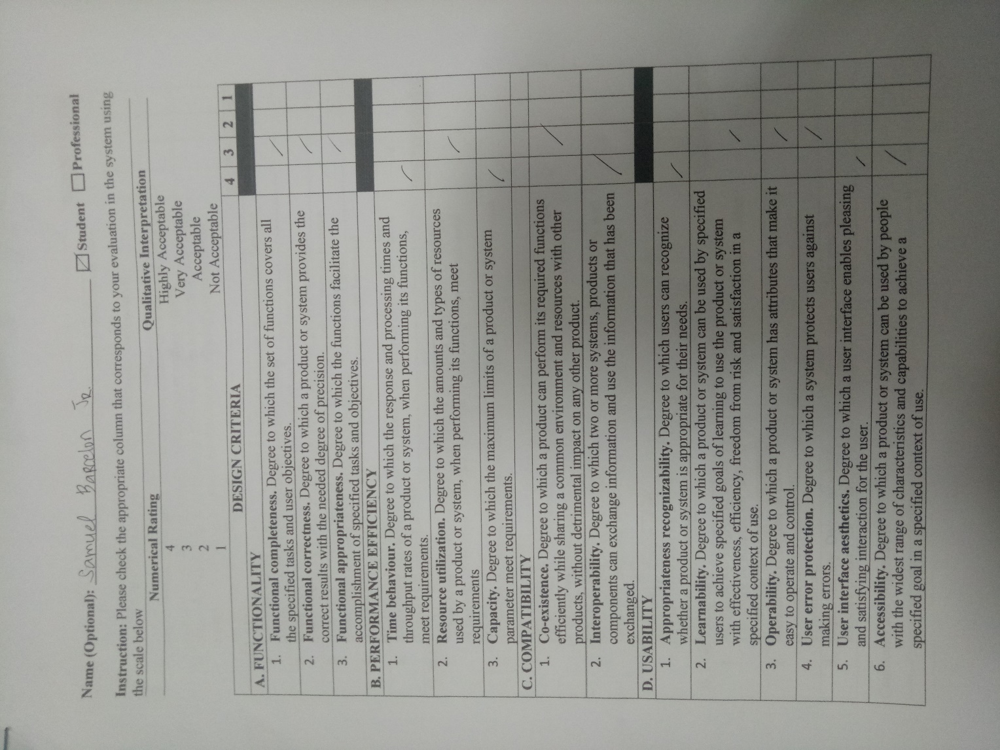 Name (Optional): Samuel Barcelon Jr. ☑ Student ☐ Professional
Instruction: Please check the appropriate column that corresponds to your evaluation in the system using
the scale below
Numerical Rating Qualitative Interpretation
4 Highly Acceptable
3 Very Acceptable
2 Acceptable
1 Not Acceptable
DESIGN CRITERIA 4 3 2 1
A. FUNCTIONALITY
1. Functional completeness. Degree to which the set of functions covers all /
the specified tasks and user objectives.
2. Functional correctness. Degree to which a product or system provides the /
correct results with the needed degree of precision.
3. Functional appropriateness. Degree to which the functions facilitate the /
accomplishment of specified tasks and objectives.
B. PERFORMANCE EFFICIENCY
1. Time behaviour. Degree to which the response and processing times and
throughput rates of a product or system, when performing its functions, /
meet requirements.
2. Resource utilization. Degree to which the amounts and types of resources
used by a product or system, when performing its functions, meet /
requirements
3. Capacity. Degree to which the maximum limits of a product or system /
parameter meet requirements.
C. COMPATIBILITY
1. Co-existence. Degree to which a product can perform its required functions
efficiently while sharing a common environment and resources with other /
products, without detrimental impact on any other product.
2. Interoperability. Degree to which two or more systems, products or
components can exchange information and use the information that has been /
exchanged.
D. USABILITY
1. Appropriateness recognizability. Degree to which users can recognize
whether a product or system is appropriate for their needs. /
2. Learnability. Degree to which a product or system can be used by specified
users to achieve specified goals of learning to use the product or system
with effectiveness, efficiency, freedom from risk and satisfaction in a /
specified context of use.
3. Operability. Degree to which a product or system has attributes that make it /
easy to operate and control.
4. User error protection. Degree to which a system protects users against /
making errors.
5. User interface aesthetics. Degree to which a user interface enables pleasing
and satisfying interaction for the user. /
6. Accessibility. Degree to which a product or system can be used by people
with the widest range of characteristics and capabilities to achieve a /
specified goal in a specified context of use.